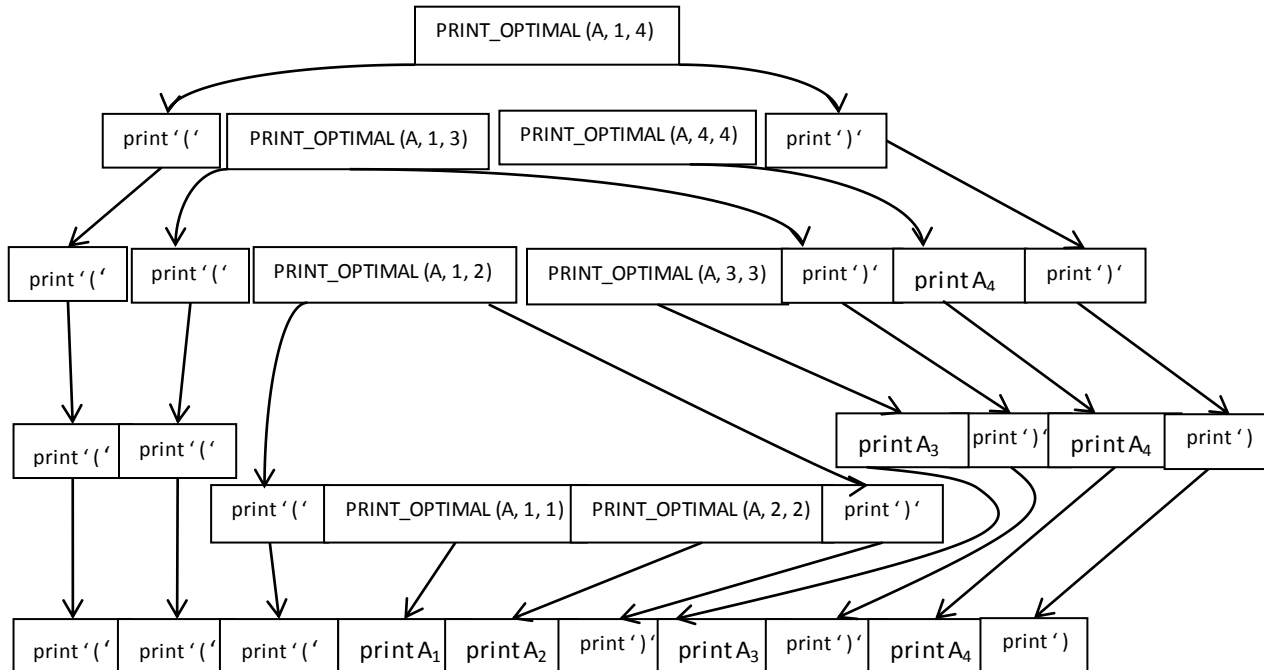 PRINT_OPTIMAL (A, 1, 4)
print ‘(‘ PRINT_OPTIMAL (A, 1, 3) PRINT_OPTIMAL (A, 4, 4) print ‘)‘
print ‘(‘ print ‘(‘ PRINT_OPTIMAL (A, 1, 2) PRINT_OPTIMAL (A, 3, 3) print ‘)‘ print A₄ print ‘)‘
print ‘(‘ print ‘(‘ print A₃ print ‘)‘ print A₄ print ‘)
print ‘(‘ PRINT_OPTIMAL (A, 1, 1) PRINT_OPTIMAL (A, 2, 2) print ‘)‘
print ‘(‘ print ‘(‘ print ‘(‘ print A₁ print A₂ print ‘)‘ print A₃ print ‘)‘ print A₄ print ‘)